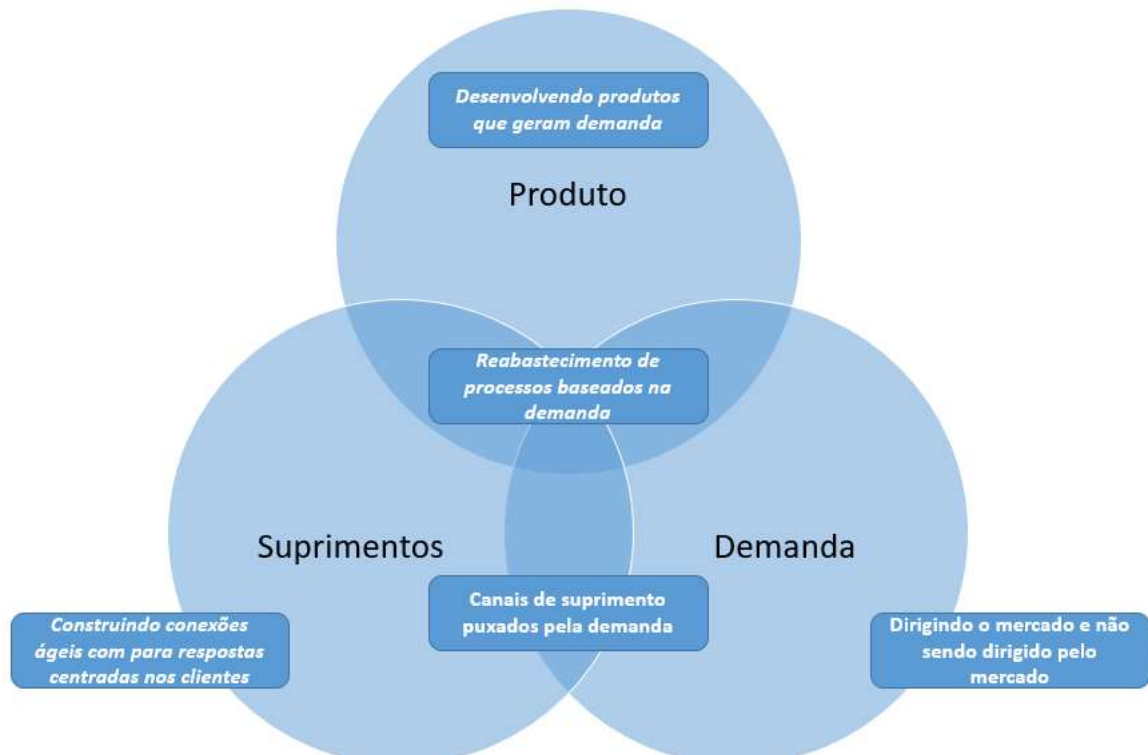 Desenvolvendo produtos
que geram demanda
Produto
Reabastecimento de
processos baseados na
demanda
Suprimentos
Demanda
Construindo conexões
ágeis com para respostas
centradas nos clientes
Canais de suprimento
puxados pela demanda
Dirigindo o mercado e não
sendo dirigido pelo
mercado